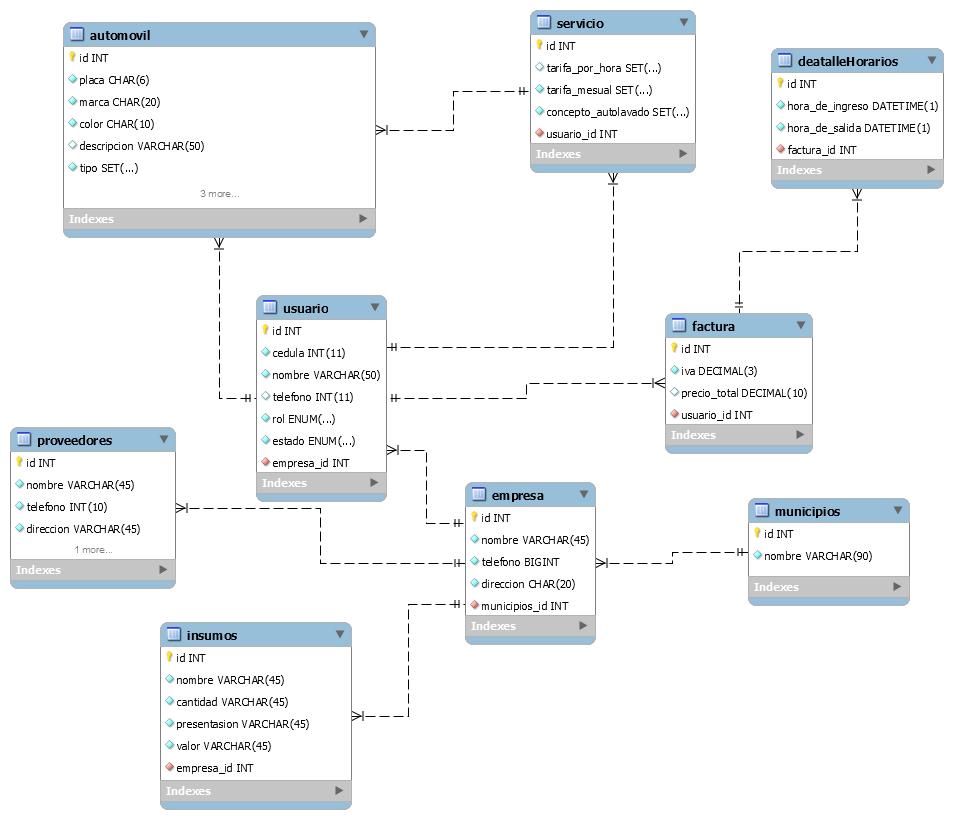 automovil
id INT
placa CHAR(6)
marca CHAR(20)
color CHAR(10)
descripcion VARCHAR(50)
tipo SET(...)
3 more...
Indexes
servicio
id INT
tarifa_por_hora SET(...)
tarifa_mesual SET(...)
concepto_autolavado SET(...)
usuario_id INT
Indexes
deatalleHorarios
id INT
hora_de_ingreso DATETIME(1)
hora_de_salida DATETIME(1)
factura_id INT
Indexes
usuario
id INT
cedula INT(11)
nombre VARCHAR(50)
telefono INT(11)
rol ENUM(...)
estado ENUM(...)
empresa_id INT
Indexes
factura
id INT
iva DECIMAL(3)
precio_total DECIMAL(10)
usuario_id INT
Indexes
proveedores
id INT
nombre VARCHAR(45)
telefono INT(10)
direccion VARCHAR(45)
1 more...
Indexes
empresa
id INT
nombre VARCHAR(45)
telefono BIGINT
direccion CHAR(20)
municipios_id INT
Indexes
municipios
id INT
nombre VARCHAR(90)
Indexes
insumos
id INT
nombre VARCHAR(45)
cantidad VARCHAR(45)
presentasion VARCHAR(45)
valor VARCHAR(45)
empresa_id INT
Indexes